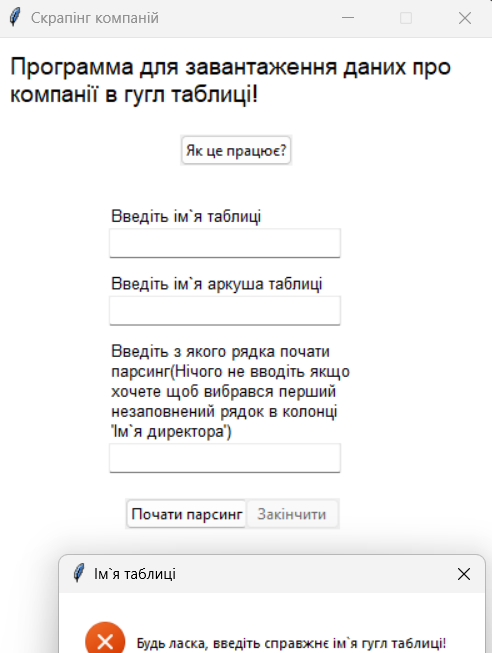 Скрапінг компаній
Программа для завантаження даних про
компанії в гугл таблиці!
Як це працює?
Введіть ім`я таблиці
Введіть ім`я аркуша таблиці
Введіть з якого рядка почати
парсинг(Нічого не вводіть якщо
хочете щоб вибрався перший
незаповнений рядок в колонці
'Ім`я директора')
Почати парсинг Закінчити
Ім`я таблиці
Будь ласка, введіть справжнє ім`я гугл таблиці!